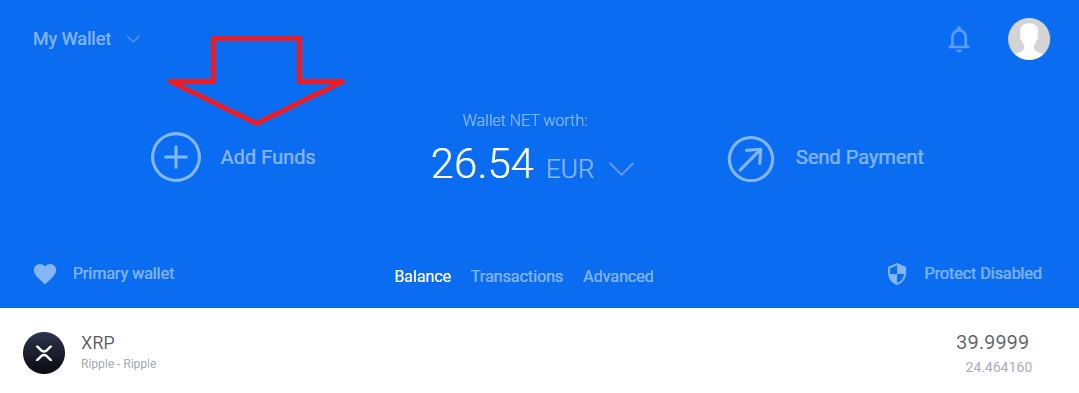 My Wallet
Add Funds
Wallet NET worth:
26.54 EUR
Send Payment
Primary wallet
Balance Transactions Advanced
Protect Disabled
XRP
39.9999
Ripple - Ripple
24.464160